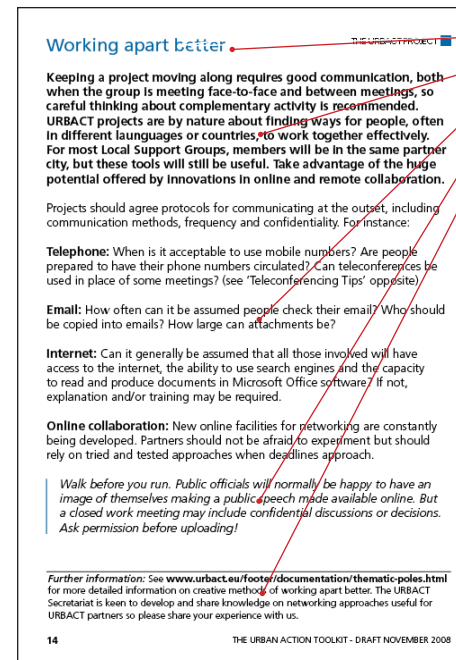 Working apart better
THE URBACT PROJECT
Keeping a project moving along requires good communication, both
when the group is meeting face-to-face and between meetings, so
careful thinking about complementary activity is recommended.
URBACT projects are by nature about finding ways for people, often
in different launguages or countries, to work together effectively.
For most Local Support Groups, members will be in the same partner
city, but these tools will still be useful. Take advantage of the huge
potential offered by innovations in online and remote collaboration.
Projects should agree protocols for communicating at the outset, including
communication methods, frequency and confidentiality. For instance:
Telephone: When is it acceptable to use mobile numbers? Are people
prepared to have their phone numbers circulated? Can teleconferences be
used in place of some meetings? (see ‘Teleconferencing Tips’ opposite)
Email: How often can it be assumed people check their email? Who should
be copied into emails? How large can attachments be?
Internet: Can it generally be assumed that all those involved will have
access to the internet, the ability to use search engines and the capacity
to read and produce documents in Microsoft Office software? If not,
explanation and/or training may be required.
Online collaboration: New online facilities for networking are constantly
being developed. Partners should not be afraid to experiment but should
rely on tried and tested approaches when deadlines approach.
Walk before you run. Public officials will normally be happy to have an
image of themselves making a public speech made available online. But
a closed work meeting may include confidential discussions or decisions.
Ask permission before uploading!
Further information: See www.urbact.eu/footer/documentation/thematic-poles.html
for more detailed information on creative methods of working apart better. The URBACT
Secretariat is keen to develop and share knowledge on networking approaches useful for
URBACT partners so please share your experience with us.
14
THE URBAN ACTION TOOLKIT - DRAFT NOVEMBER 2008